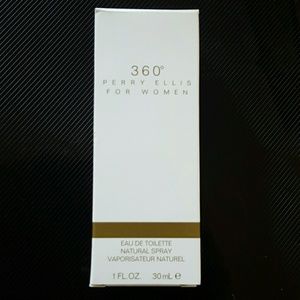 360°
PERRY ELLIS
FOR WOMEN
EAU DE TOILETTE
NATURAL SPRAY
VAPORISATEUR NATUREL
1 FL.OZ. 30 mL ℮